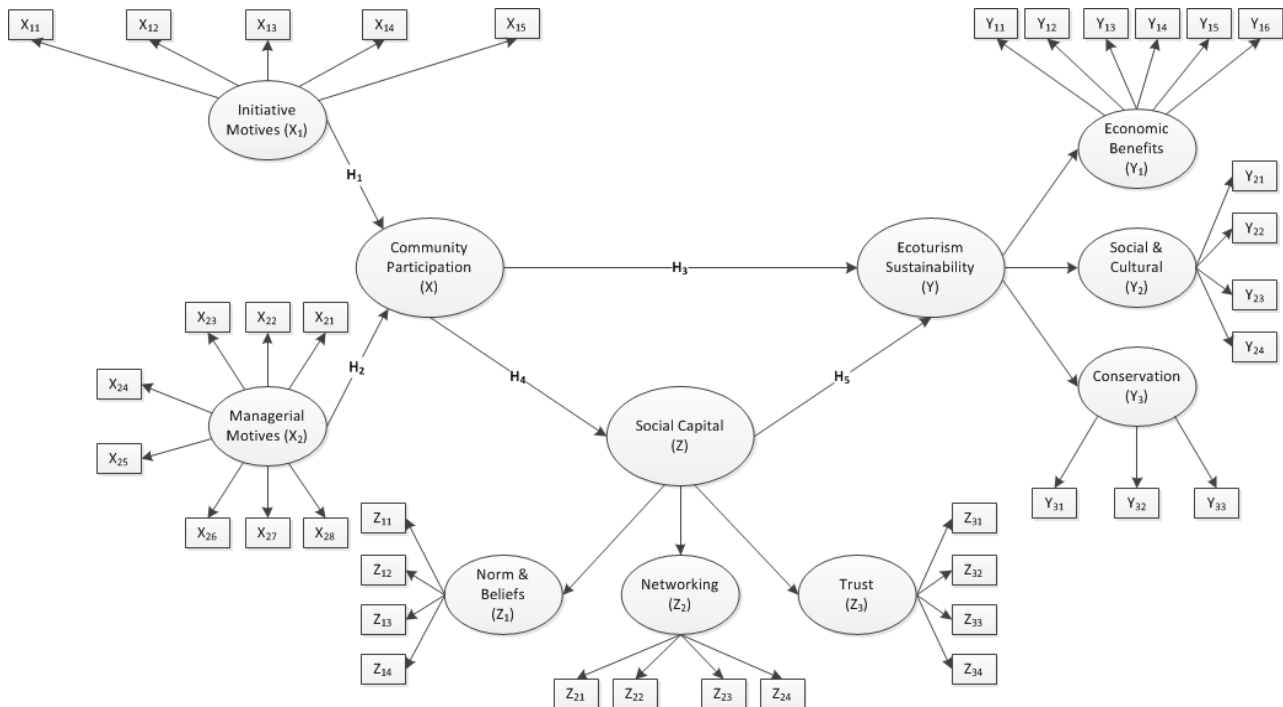 X₁₁
X₁₂
X₁₃
X₁₄
X₁₅
Initiative
Motives (X₁)
H₁
Community
Participation
(X)
H₂
X₂₃
X₂₂
X₂₁
X₂₄
X₂₅
Managerial
Motives (X₂)
X₂₆
X₂₇
X₂₈
H₃
H₄
H₅
Social Capital
(Z)
Z₁₁
Z₁₂
Z₁₃
Z₁₄
Norm &
Beliefs
(Z₁)
Networking
(Z₂)
Z₂₁
Z₂₂
Z₂₃
Z₂₄
Trust
(Z₃)
Z₃₁
Z₃₂
Z₃₃
Z₃₄
Ecoturism
Sustainability
(Y)
Y₁₁
Y₁₂
Y₁₃
Y₁₄
Y₁₅
Y₁₆
Economic
Benefits
(Y₁)
Social &
Cultural
(Y₂)
Y₂₁
Y₂₂
Y₂₃
Y₂₄
Conservation
(Y₃)
Y₃₁
Y₃₂
Y₃₃